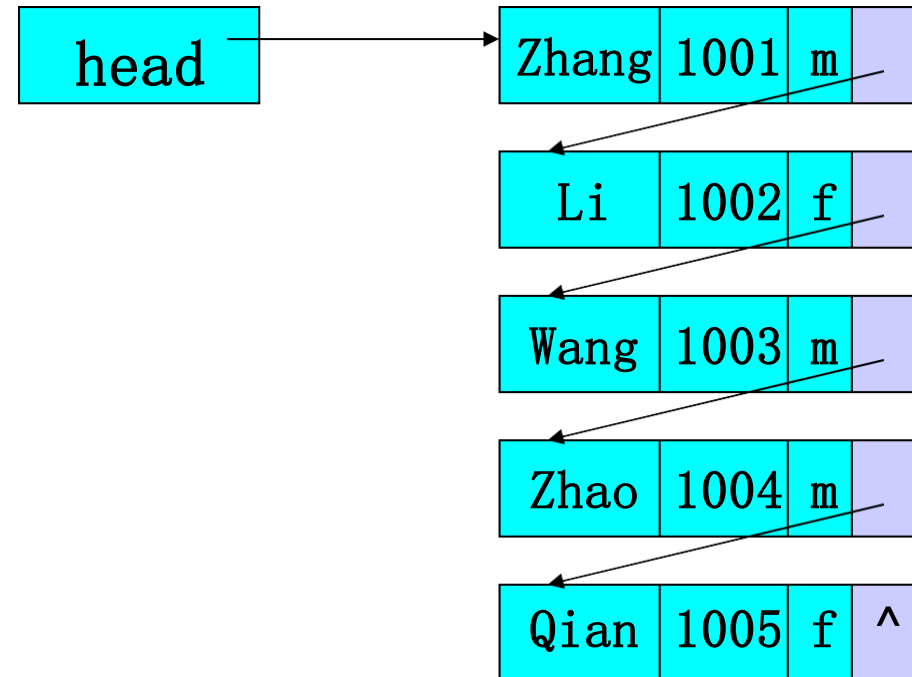 head Zhang 1001 m
Li 1002 f
Wang 1003 m
Zhao 1004 m
Qian 1005 f ^